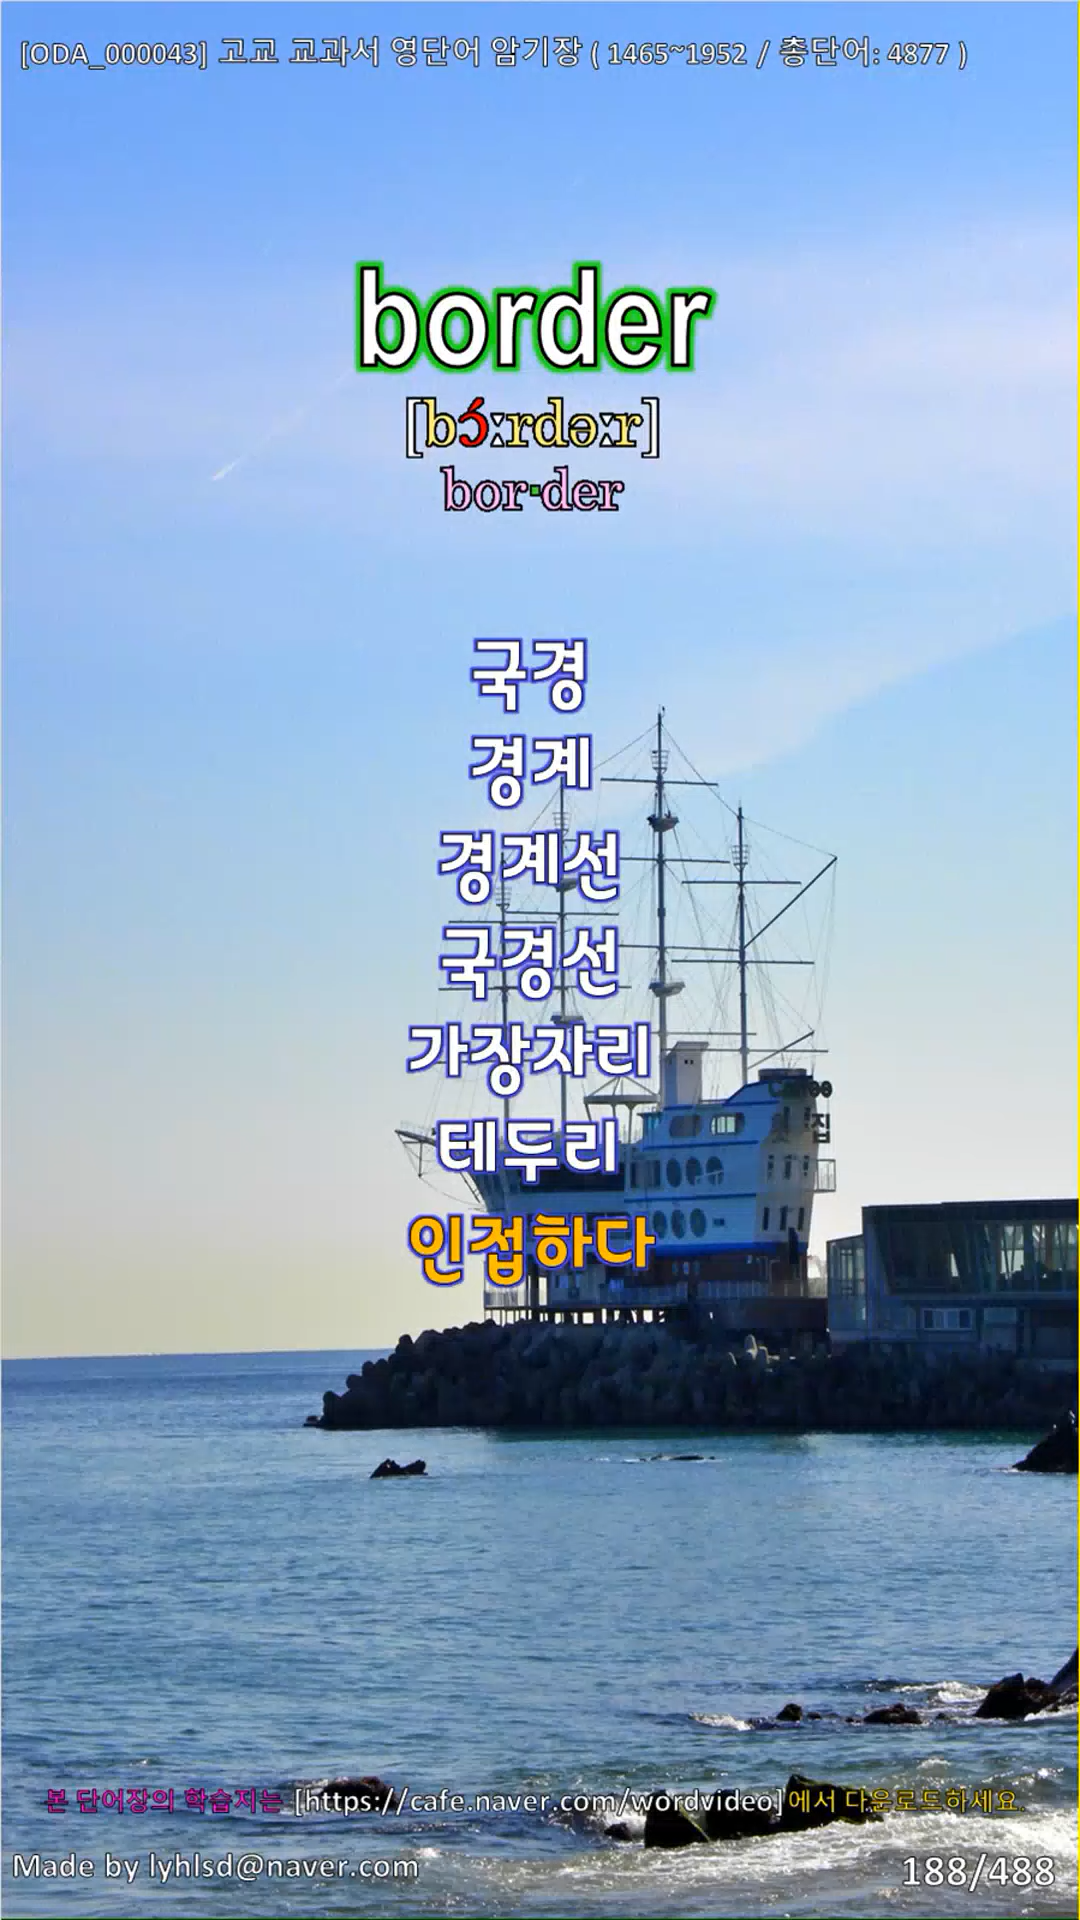 [ODA_000043] 고교 교과서 영단어 암기장 ( 1465~1952 / 총단어: 4877 )
border
[bɔ́ːrdəːr]
bor·der
국경
경계
경계선
국경선
가장자리
테두리
인접하다
본 단어장의 학습지는 [https://cafe.naver.com/wordvideo]에서 다운로드하세요.
Made by lyhlsd@naver.com
188/488